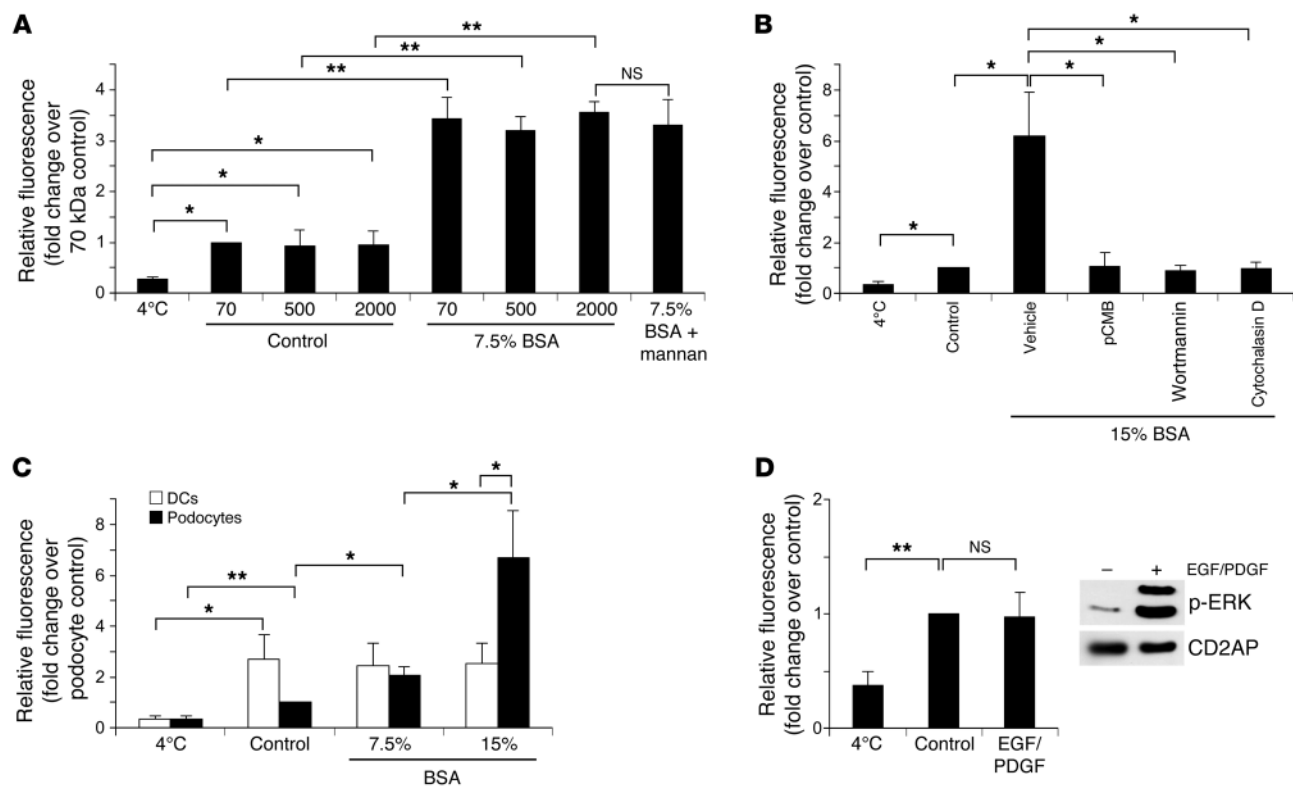 A
Relative fluorescence
(fold change over
70 kDa control)
5
4
3
2
1
0
*
*
*
**
**
**
NS
4°C
70
500
2000
70
500
2000
7.5%
BSA +
mannan
Control
7.5% BSA
B
Relative fluorescence
(fold change over control)
8
6
4
2
0
*
*
*
*
*
4°C
Control
Vehicle
pCMB
Wortmannin
Cytochalasin D
15% BSA
C
Relative fluorescence
(fold change over
podocyte control)
8
6
4
2
0
DCs
Podocytes
*
**
*
*
*
4°C
Control
7.5%
15%
BSA
D
Relative fluorescence
(fold change over control)
2
1
0
**
NS
4°C
Control
EGF/
PDGF
– + EGF/PDGF
p-ERK
CD2AP